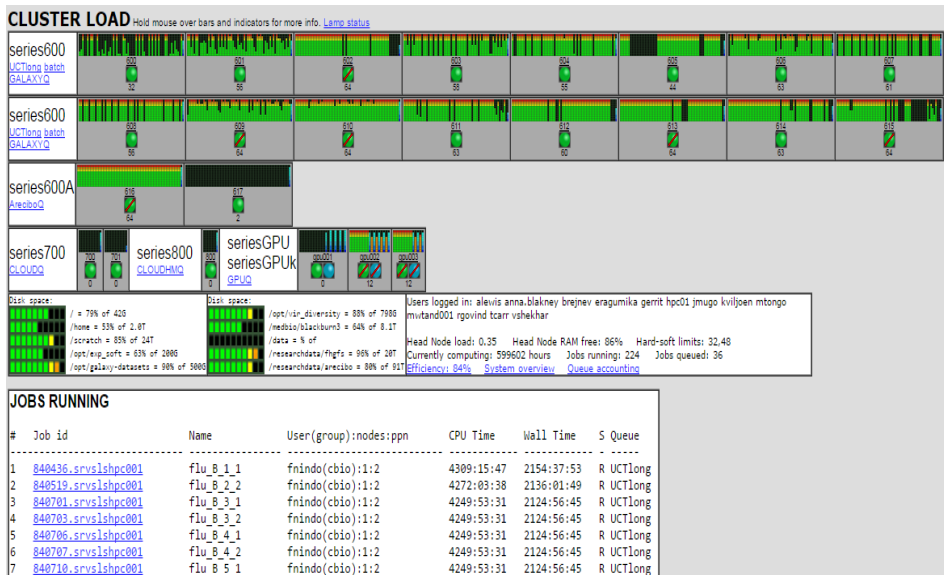 CLUSTER LOAD Hold mouse over bars and indicators for more info. Lamp status
series600
UCTlong batch
GALAXYQ
600 601 602 603 604 605 606 607
32 56 64 58 55 44 63 61
series600
UCTlong batch
GALAXYQ
608 609 610 611 612 613 614 615
56 64 64 63 60 64 63 64
series600A
AreciboQ
616 617
64 2
series700
CLOUDQ
700 701
0 0
series800
CLOUDHMQ
800
0
seriesGPU
seriesGPUk
GPUQ
gpu001 gpu002 gpu003
0 12 12
Disk space:
/ = 79% of 42G
/home = 53% of 2.0T
/scratch = 85% of 24T
/opt/exp_soft = 63% of 200G
/opt/galaxy-datasets = 90% of 500G
Disk space:
/opt/vir_diversity = 88% of 798G
/medbio/blackburn3 = 64% of 8.1T
/data = % of
/researchdata/fhgfs = 96% of 20T
/researchdata/arecibo = 80% of 91T
Users logged in: alewis anna.blakney brejnev eragumika gerrit hpc01 jmugo kviljoen mtongo
mvtand001 rgovind tcarr vshekhar
Head Node load: 0.35 Head Node RAM free: 86% Hard-soft limits: 32,48
Currently computing: 599602 hours Jobs running: 224 Jobs queued: 36
Efficiency: 84% System overview Queue accounting
JOBS RUNNING
# Job id Name User(group):nodes:ppn CPU Time Wall Time S Queue
1 840436.srvslshpc001 flu_B_1_1 fnindo(cbio):1:2 4309:15:47 2154:37:53 R UCTlong
2 840519.srvslshpc001 flu_B_2_2 fnindo(cbio):1:2 4272:03:38 2136:01:49 R UCTlong
3 840701.srvslshpc001 flu_B_3_1 fnindo(cbio):1:2 4249:53:31 2124:56:45 R UCTlong
4 840703.srvslshpc001 flu_B_3_2 fnindo(cbio):1:2 4249:53:31 2124:56:45 R UCTlong
5 840706.srvslshpc001 flu_B_4_1 fnindo(cbio):1:2 4249:53:31 2124:56:45 R UCTlong
6 840707.srvslshpc001 flu_B_4_2 fnindo(cbio):1:2 4249:53:31 2124:56:45 R UCTlong
7 840710.srvslshpc001 flu_B_5_1 fnindo(cbio):1:2 4249:53:31 2124:56:45 R UCTlong